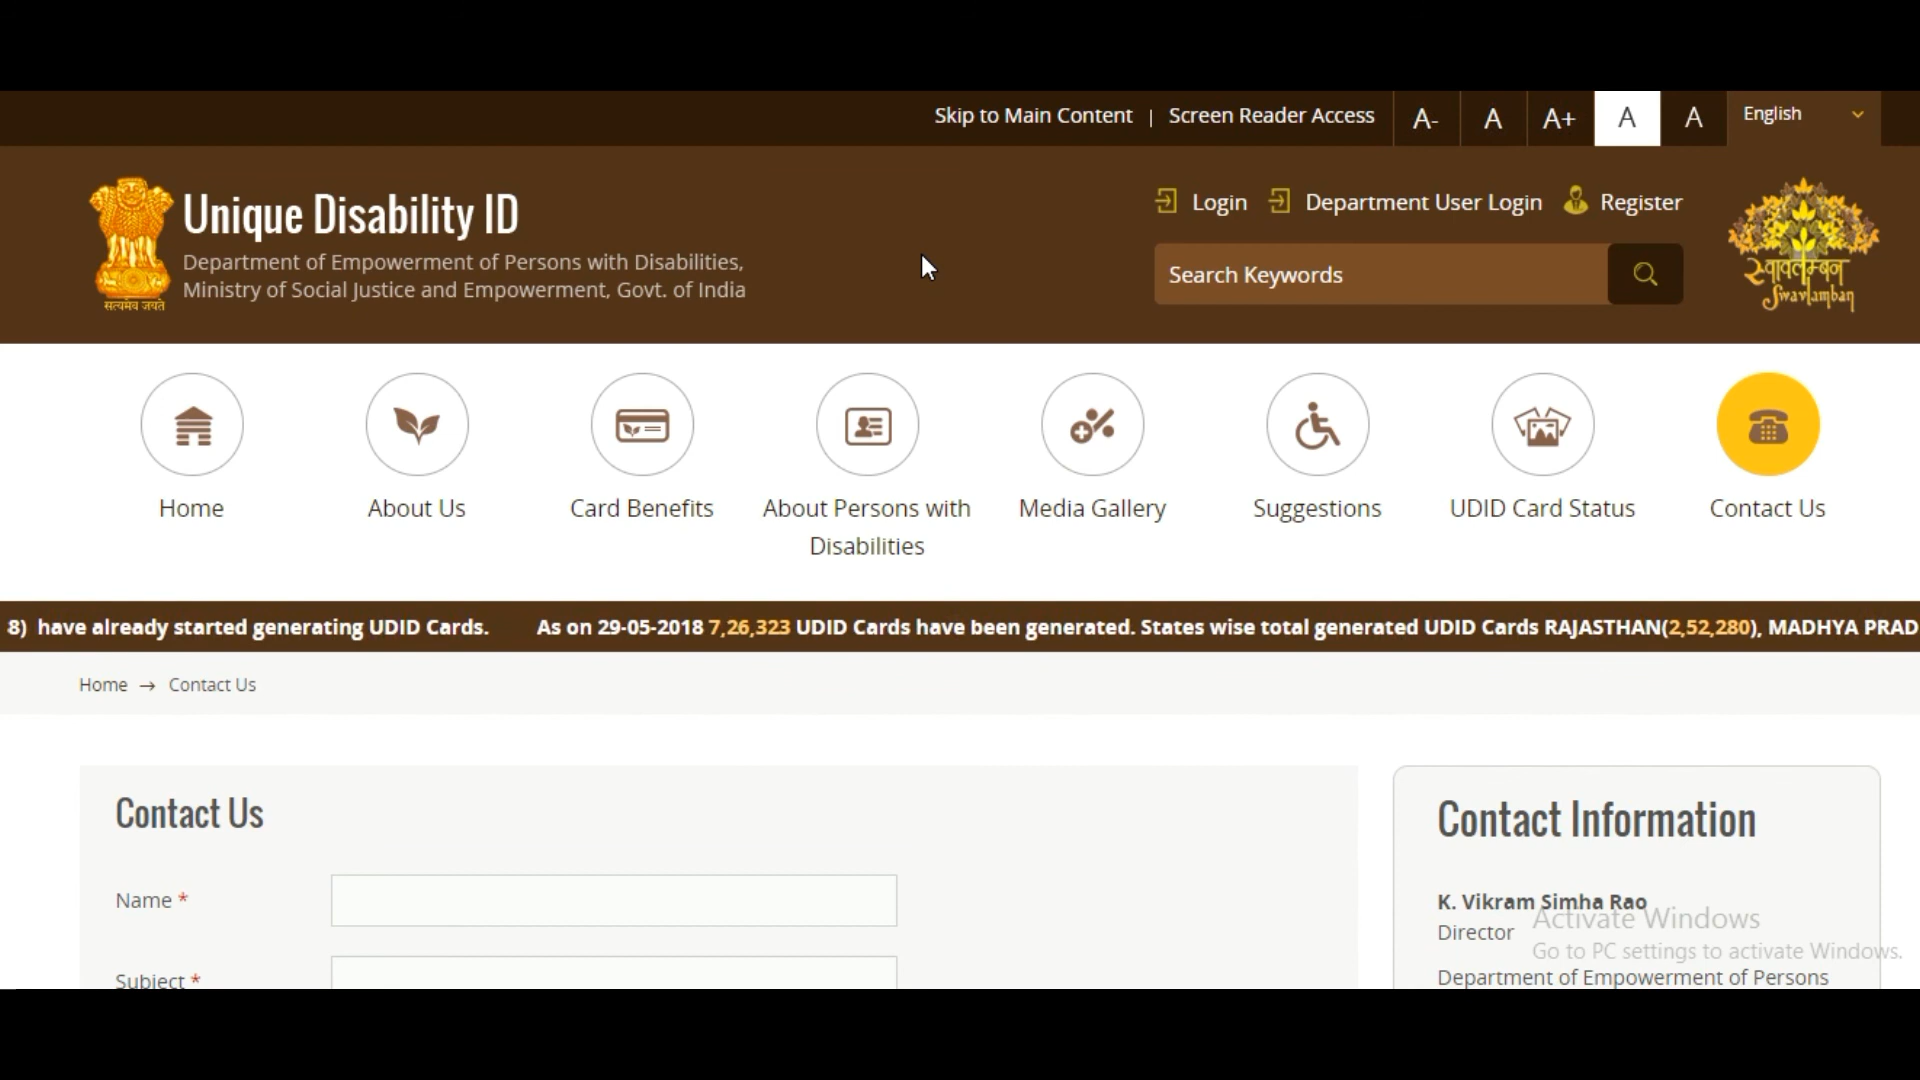 Skip to Main Content | Screen Reader Access A- A A+ A A English
Unique Disability ID
Department of Empowerment of Persons with Disabilities,
Ministry of Social Justice and Empowerment, Govt. of India
सत्यमेव जयते
Login Department User Login Register
Search Keywords
स्वावलम्बन
Swavlamban
Home
About Us
Card Benefits
About Persons with
Disabilities
Media Gallery
Suggestions
UDID Card Status
Contact Us
8) have already started generating UDID Cards. As on 29-05-2018 7,26,323 UDID Cards have been generated. States wise total generated UDID Cards RAJASTHAN(2,52,280), MADHYA PRAD
Home → Contact Us
Contact Us
Name *
Subject *
Contact Information
K. Vikram Simha Rao
Director
Department of Empowerment of Persons
Activate Windows
Go to PC settings to activate Windows.